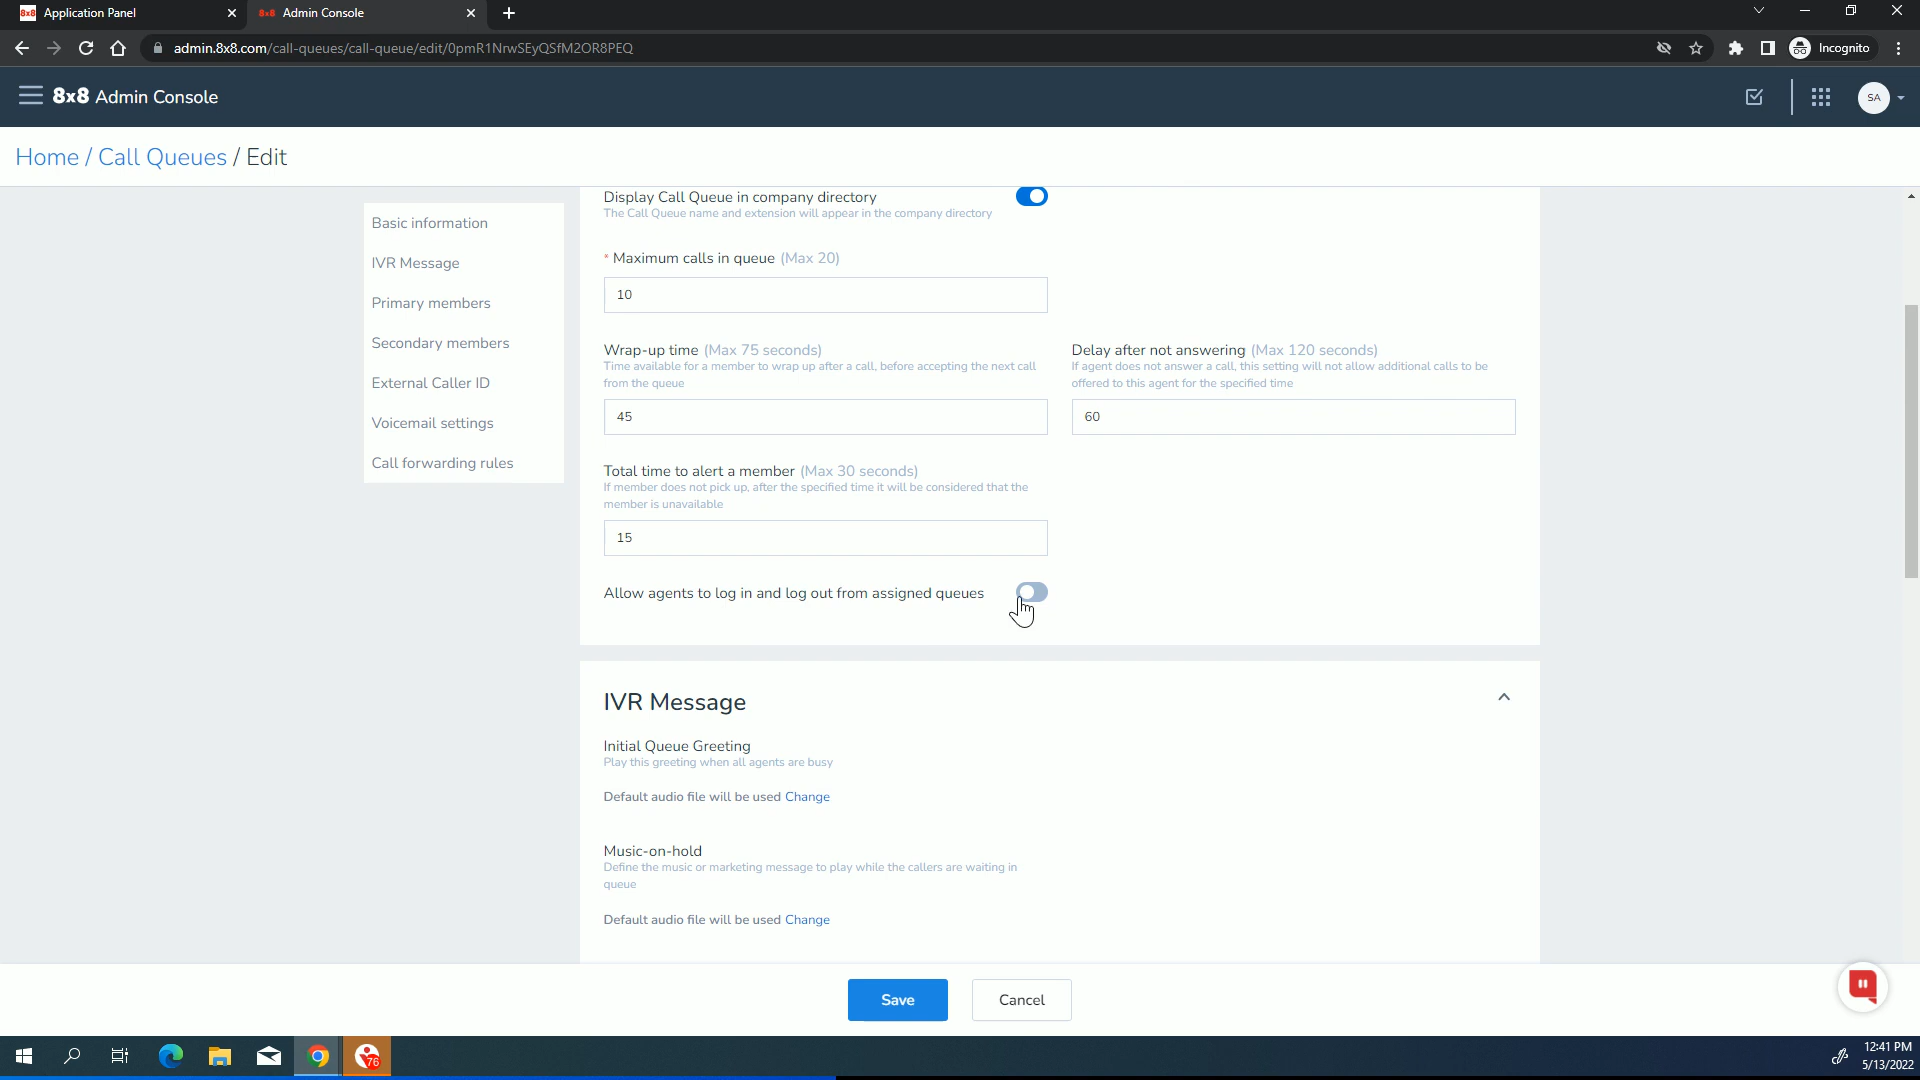 8x8 Application Panel
8x8 Admin Console
admin.8x8.com/call-queues/call-queue/edit/0pmR1NrwSEyQSfM2OR8PEQ
Incognito
8x8 Admin Console
SA
Home / Call Queues / Edit
Basic information
IVR Message
Primary members
Secondary members
External Caller ID
Voicemail settings
Call forwarding rules
Display Call Queue in company directory
The Call Queue name and extension will appear in the company directory
* Maximum calls in queue (Max 20)
10
Wrap-up time (Max 75 seconds)
Time available for a member to wrap up after a call, before accepting the next call
from the queue
45
Delay after not answering (Max 120 seconds)
If agent does not answer a call, this setting will not allow additional calls to be
offered to this agent for the specified time
60
Total time to alert a member (Max 30 seconds)
If member does not pick up, after the specified time it will be considered that the
member is unavailable
15
Allow agents to log in and log out from assigned queues
IVR Message
Initial Queue Greeting
Play this greeting when all agents are busy
Default audio file will be used Change
Music-on-hold
Define the music or marketing message to play while the callers are waiting in
queue
Default audio file will be used Change
Save
Cancel
76
12:41 PM
5/13/2022